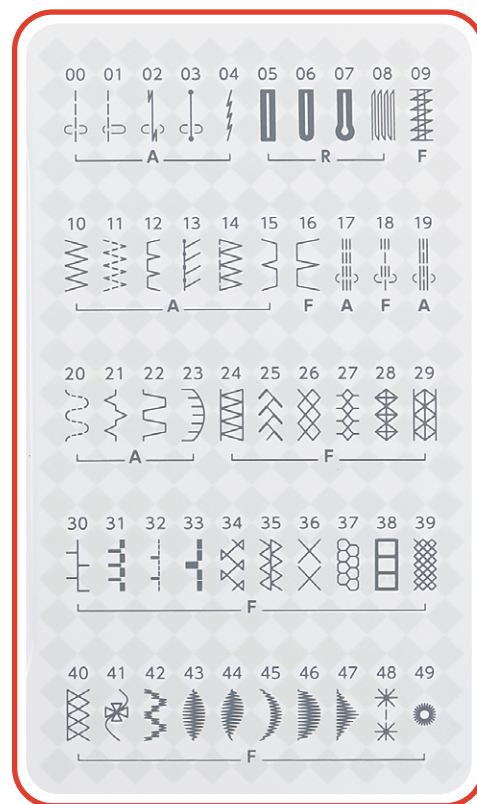 00 01 02 03 04 05 06 07 08 09
A R F
10 11 12 13 14 15 16 17 18 19
A F A F A
20 21 22 23 24 25 26 27 28 29
A F
30 31 32 33 34 35 36 37 38 39
F
40 41 42 43 44 45 46 47 48 49
F